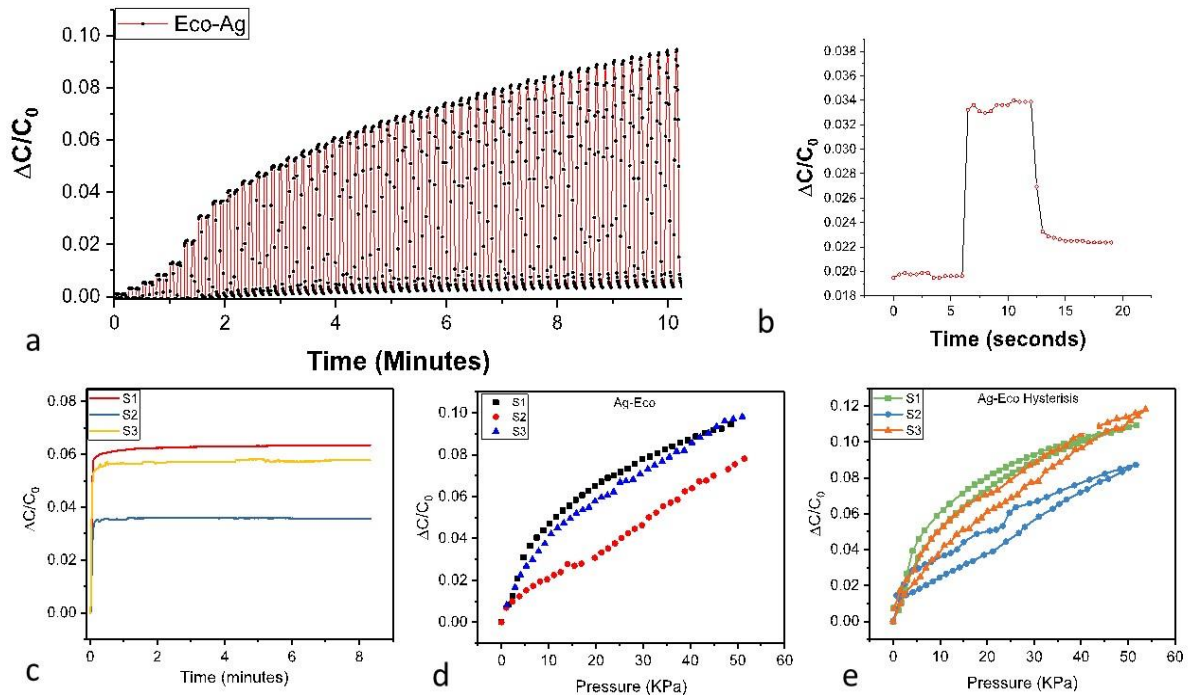 Eco-Ag
0.10
0.08
0.06
0.04
0.02
0.00
ΔC/C₀
0 2 4 6 8 10
Time (Minutes)
a
0.038
0.036
0.034
0.032
0.030
0.028
0.026
0.024
0.022
0.020
0.018
ΔC/C₀
0 5 10 15 20
Time (seconds)
b
S1
S2
S3
0.08
0.06
0.04
0.02
0.00
ΔC/C₀
0 2 4 6 8
Time (minutes)
c
S1
S2
S3
Ag-Eco
0.10
0.08
0.06
0.04
0.02
0.00
ΔC/C₀
0 10 20 30 40 50 60
Pressure (KPa)
d
S1
S2
S3
Ag-Eco Hysterisis
0.12
0.10
0.08
0.06
0.04
0.02
0.00
ΔC/C₀
0 10 20 30 40 50 60
Pressure (KPa)
e